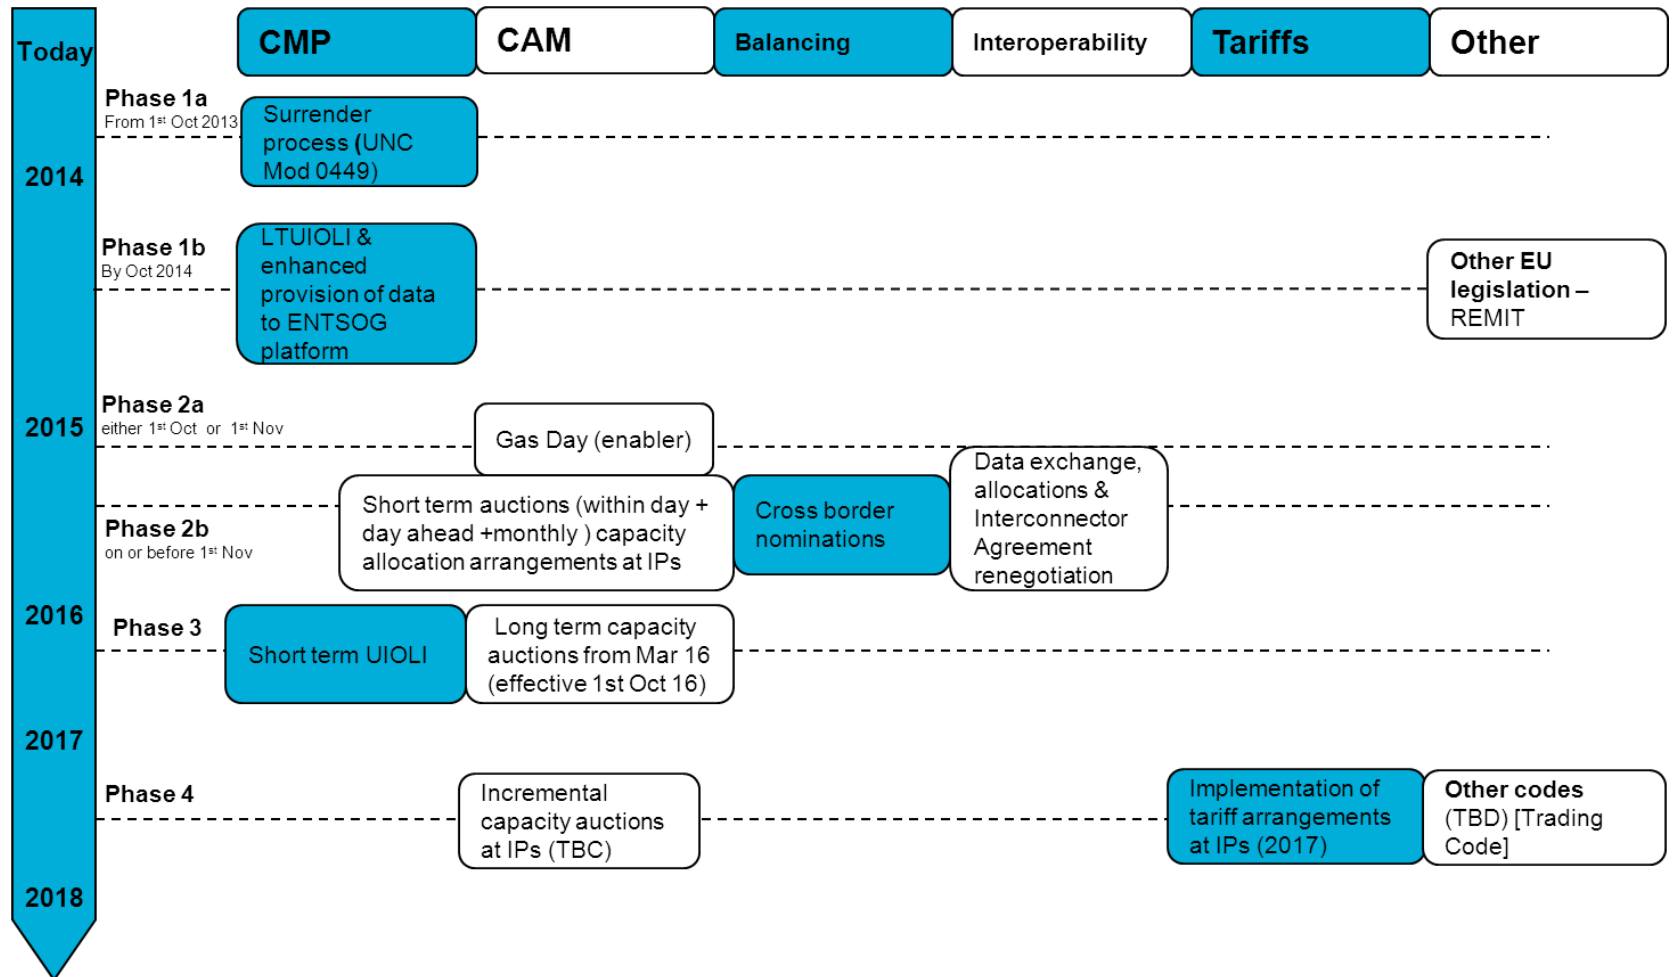 Today
CMP
CAM
Balancing
Interoperability
Tariffs
Other
Phase 1a
From 1st Oct 2013
Surrender
process (UNC
Mod 0449)
2014
Phase 1b
By Oct 2014
LTUIOLI &
enhanced
provision of data
to ENTSOG
platform
Other EU
legislation –
REMIT
2015
Phase 2a
either 1st Oct or 1st Nov
Gas Day (enabler)
Phase 2b
on or before 1st Nov
Short term auctions (within day +
day ahead +monthly ) capacity
allocation arrangements at IPs
Cross border
nominations
Data exchange,
allocations &
Interconnector
Agreement
renegotiation
2016
Phase 3
Short term UIOLI
Long term capacity
auctions from Mar 16
(effective 1st Oct 16)
2017
Phase 4
Incremental
capacity auctions
at IPs (TBC)
Implementation of
tariff arrangements
at IPs (2017)
Other codes
(TBD) [Trading
Code]
2018